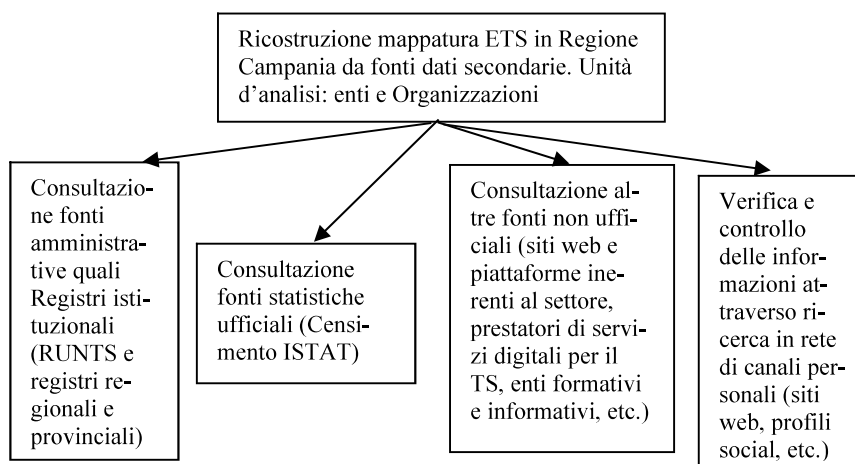 Ricostruzione mappatura ETS in Regione
Campania da fonti dati secondarie. Unità
d'analisi: enti e Organizzazioni
Consultazio-
ne fonti
amministra-
tive quali
Registri isti-
tuzionali
(RUNTS e
registri re-
gionali e
provinciali)
Consultazione
fonti statistiche
ufficiali (Censi-
mento ISTAT)
Consultazione al-
tre fonti non uffi-
ciali (siti web e
piattaforme ine-
renti al settore,
prestatori di servi-
zi digitali per il
TS, enti formativi
e informativi, etc.)
Verifica e
controllo
delle infor-
mazioni at-
traverso ri-
cerca in rete
di canali per-
sonali (siti
web, profili
social, etc.)